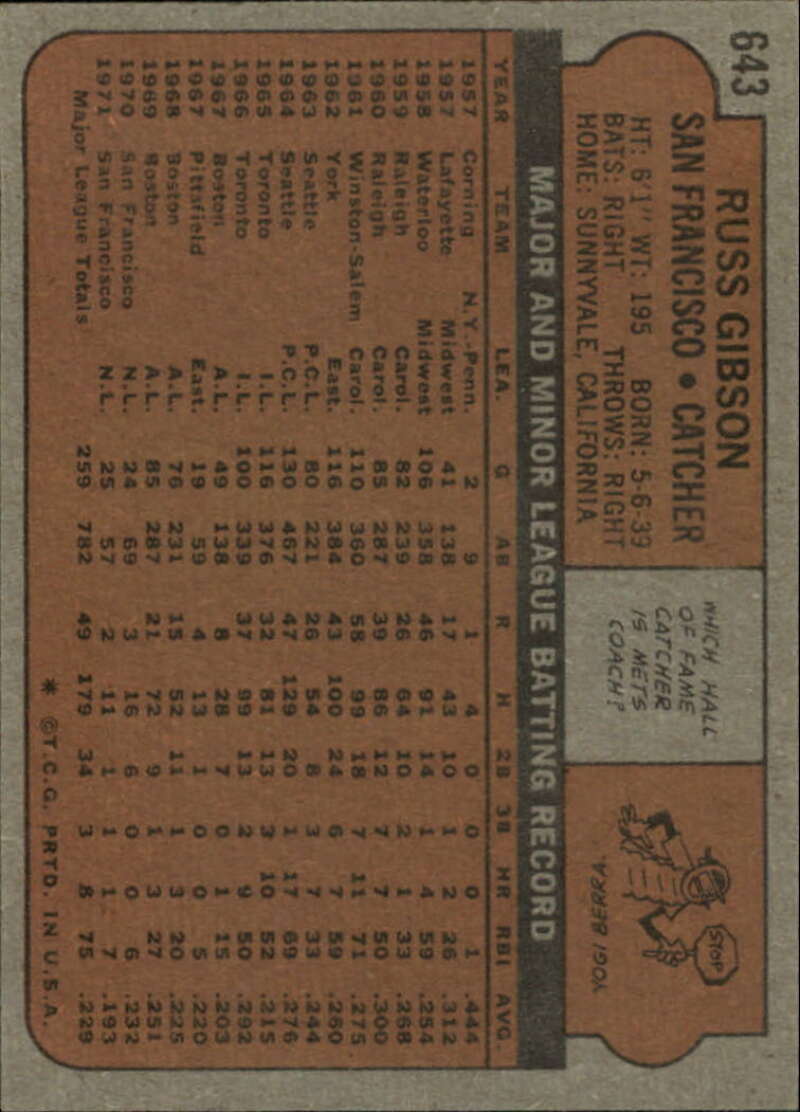 643
RUSS GIBSON
SAN FRANCISCO • CATCHER
HT: 6'1" WT: 195 BORN: 5-6-39
BATS: RIGHT THROWS: RIGHT
HOME: SUNNYVALE, CALIFORNIA
WHICH HALL
OF FAME
CATCHER
IS METS
COACH?
STOP
YOGI BERRA
MAJOR AND MINOR LEAGUE BATTING RECORD
YEAR TEAM LEA. G AB R H 2B 3B HR RBI AVG.
1957 Corning N.Y.-Penn. 2 9 1 4 0 0 0 1 .444
1957 Lafayette Midwest 41 138 17 43 10 1 2 26 .312
1958 Waterloo Midwest 106 358 46 91 14 1 4 59 .254
1959 Raleigh Carol. 82 239 26 64 10 2 1 33 .268
1960 Raleigh Carol. 85 287 39 86 12 7 7 50 .300
1961 Winston-Salem Carol. 110 360 58 99 18 7 11 71 .275
1962 York East. 116 384 43 100 24 6 7 59 .260
1963 Seattle P.C.L. 80 221 26 54 8 3 7 33 .244
1964 Seattle P.C.L. 130 467 47 129 20 1 17 69 .276
1965 Toronto I.L. 116 376 32 81 13 3 10 52 .215
1966 Toronto I.L. 100 339 37 99 13 2 9 50 .292
1967 Boston A.L. 49 138 8 28 7 0 1 15 .203
1967 Pittsfield East. 19 59 4 13 1 0 0 5 .220
1968 Boston A.L. 76 231 15 52 11 1 3 20 .225
1969 Boston A.L. 85 287 21 72 9 1 3 27 .251
1970 San Francisco N.L. 24 69 3 16 6 0 0 6 .232
1971 San Francisco N.L. 25 57 2 11 1 1 1 7 .193
Major League Totals 259 782 49 179 34 3 8 75 .229
* ©T.C.G. PRTD. IN U.S.A.